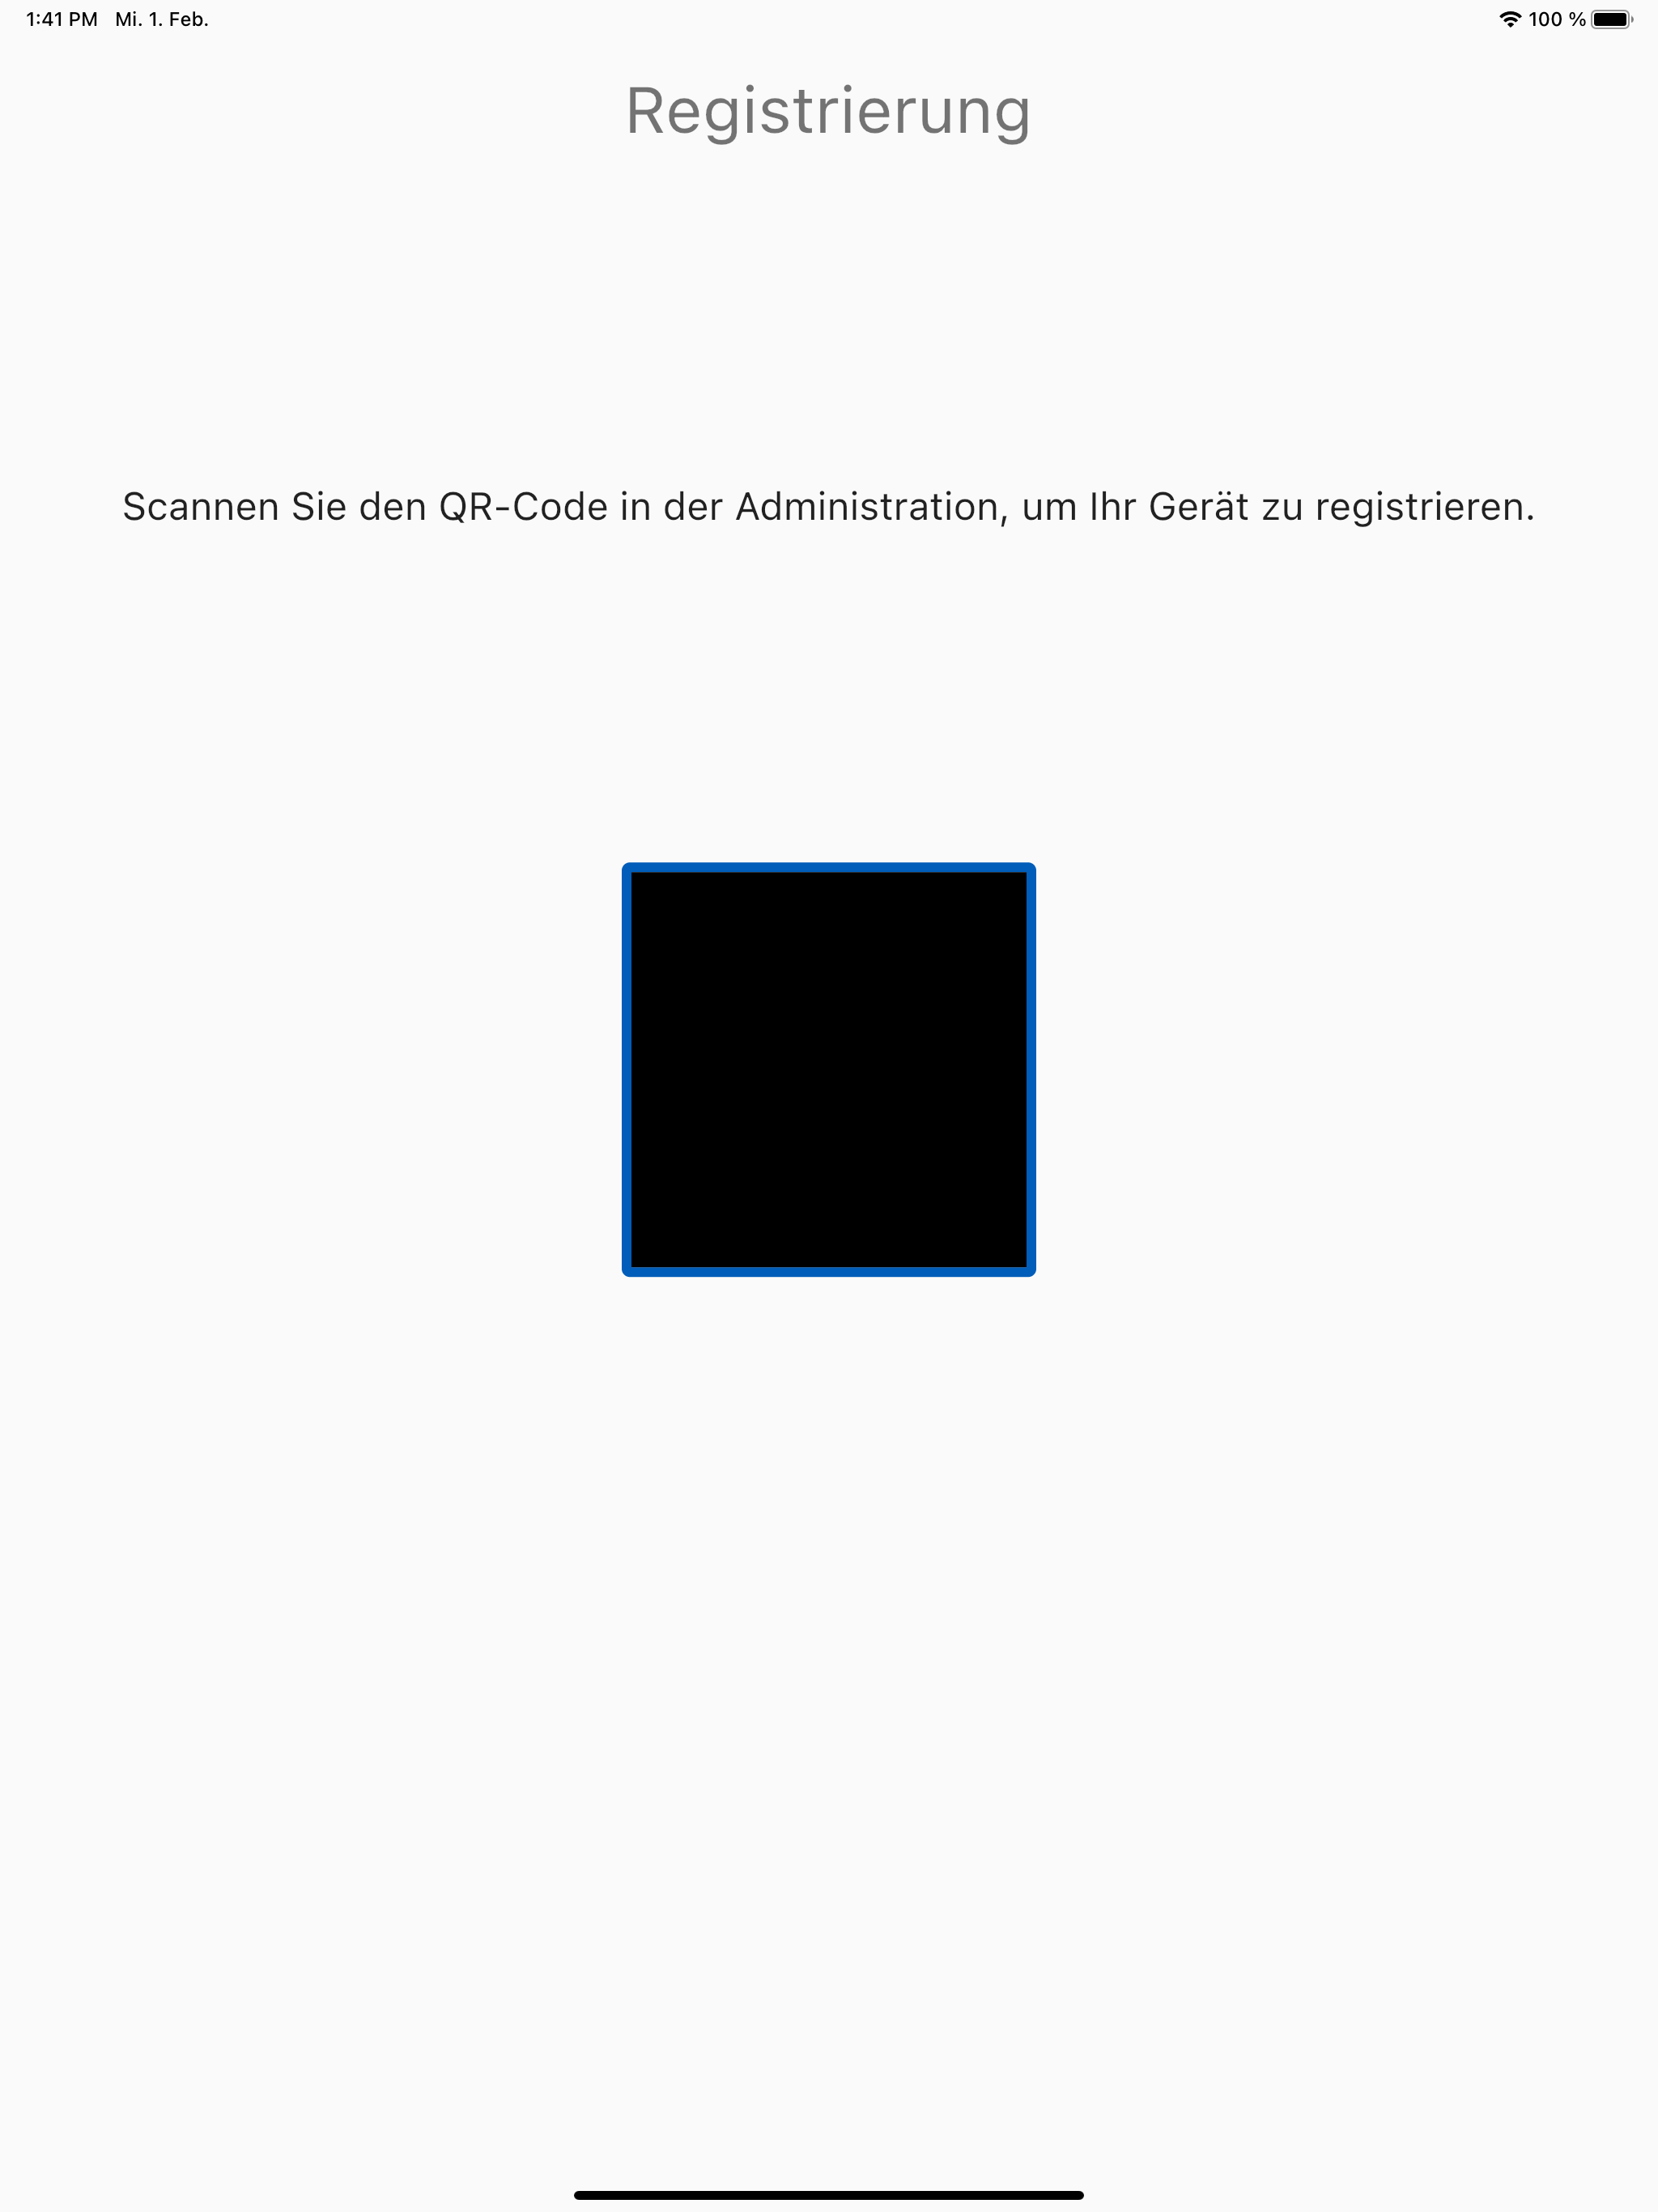 1:41 PM Mi. 1. Feb. 100 %
Registrierung
Scannen Sie den QR-Code in der Administration, um Ihr Gerät zu registrieren.